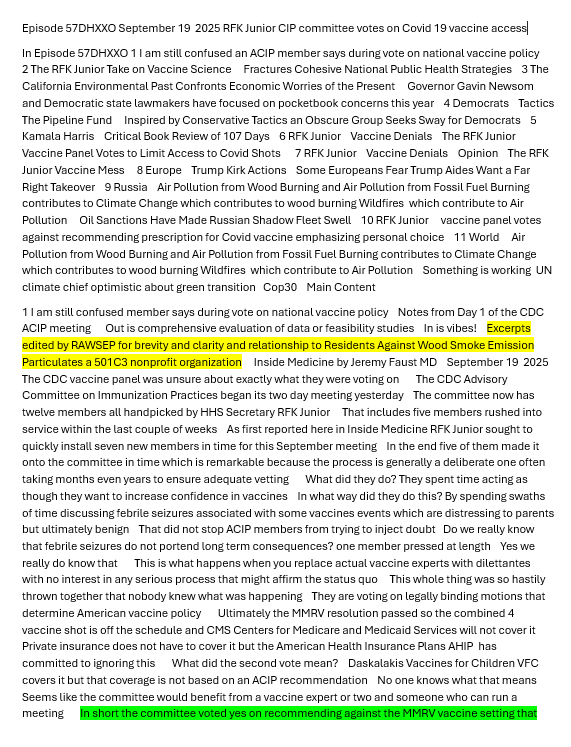 Episode 57DHXXO September 19  2025 RFK Junior CIP committee votes on Covid 19 vaccine access
In Episode 57DHXXO 1 I am still confused an ACIP member says during vote on national vaccine policy
2 The RFK Junior Take on Vaccine Science    Fractures Cohesive National Public Health Strategies   3 The
California Environmental Past Confronts Economic Worries of the Present    Governor Gavin Newsom
and Democratic state lawmakers have focused on pocketbook concerns this year   4 Democrats   Tactics
The Pipeline Fund    Inspired by Conservative Tactics an Obscure Group Seeks Sway for Democrats   5
Kamala Harris   Critical Book Review of 107 Days   6 RFK Junior    Vaccine Denials   The RFK Junior
Vaccine Panel Votes to Limit Access to Covid Shots     7 RFK Junior   Vaccine Denials   Opinion   The RFK
Junior Vaccine Mess    8 Europe   Trump Kirk Actions   Some Europeans Fear Trump Aides Want a Far
Right Takeover   9 Russia   Air Pollution from Wood Burning and Air Pollution from Fossil Fuel Burning
contributes to Climate Change which contributes to wood burning Wildfires  which contribute to Air
Pollution    Oil Sanctions Have Made Russian Shadow Fleet Swell   10 RFK Junior    vaccine panel votes
against recommending prescription for Covid vaccine emphasizing personal choice   11 World    Air
Pollution from Wood Burning and Air Pollution from Fossil Fuel Burning contributes to Climate Change
which contributes to wood burning Wildfires  which contribute to Air Pollution   Something is working  UN
climate chief optimistic about green transition   Cop30    Main Content
1 I am still confused member says during vote on national vaccine policy   Notes from Day 1 of the CDC
ACIP meeting     Out is comprehensive evaluation of data or feasibility studies   In is vibes!   Excerpts
edited by RAWSEP for brevity and clarity and relationship to Residents Against Wood Smoke Emission
Particulates a 501C3 nonprofit organization    Inside Medicine by Jeremy Faust MD   September 19  2025
The CDC vaccine panel was unsure about exactly what they were voting on     The CDC Advisory
Committee on Immunization Practices began its two day meeting yesterday   The committee now has
twelve members all handpicked by HHS Secretary RFK Junior    That includes five members rushed into
service within the last couple of weeks   As first reported here in Inside Medicine RFK Junior sought to
quickly install seven new members in time for this September meeting   In the end five of them made it
onto the committee in time which is remarkable because the process is generally a deliberate one often
taking months even years to ensure adequate vetting     What did they do? They spent time acting as
though they want to increase confidence in vaccines   In what way did they do this? By spending swaths
of time discussing febrile seizures associated with some vaccines events which are distressing to parents
but ultimately benign   That did not stop ACIP members from trying to inject doubt   Do we really know
that febrile seizures do not portend long term consequences? one member pressed at length   Yes we
really do know that     This is what happens when you replace actual vaccine experts with dilettantes
with no interest in any serious process that might affirm the status quo    This whole thing was so hastily
thrown together that nobody knew what was happening   They are voting on legally binding motions that
determine American vaccine policy     Ultimately the MMRV resolution passed so the combined 4
vaccine shot is off the schedule and CMS Centers for Medicare and Medicaid Services will not cover it
Private insurance does not have to cover it but the American Health Insurance Plans AHIP  has
committed to ignoring this     What did the second vote mean?   Daskalakis Vaccines for Children VFC
covers it but that coverage is not based on an ACIP recommendation   No one knows what that means
Seems like the committee would benefit from a vaccine expert or two and someone who can run a
meeting     In short the committee voted yes on recommending against the MMRV vaccine setting that